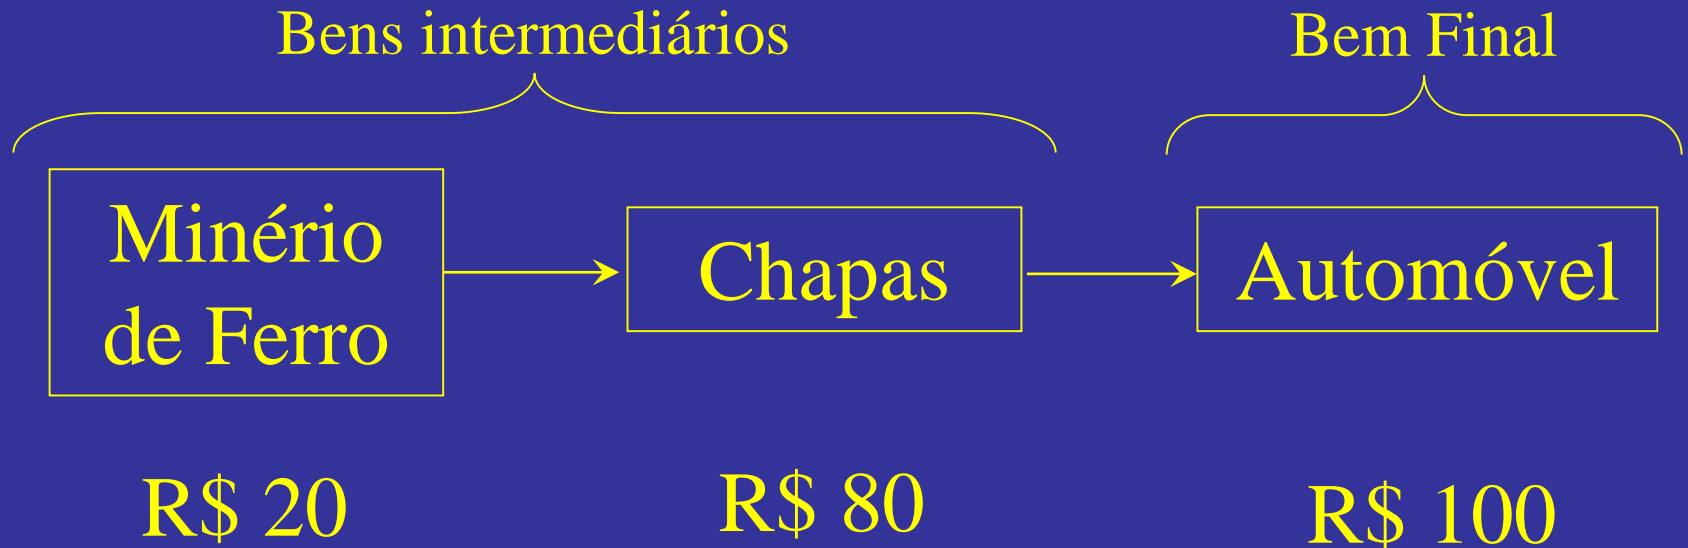 Bens intermediários
Bem Final
Minério
de Ferro
Chapas
Automóvel
R$ 20
R$ 80
R$ 100